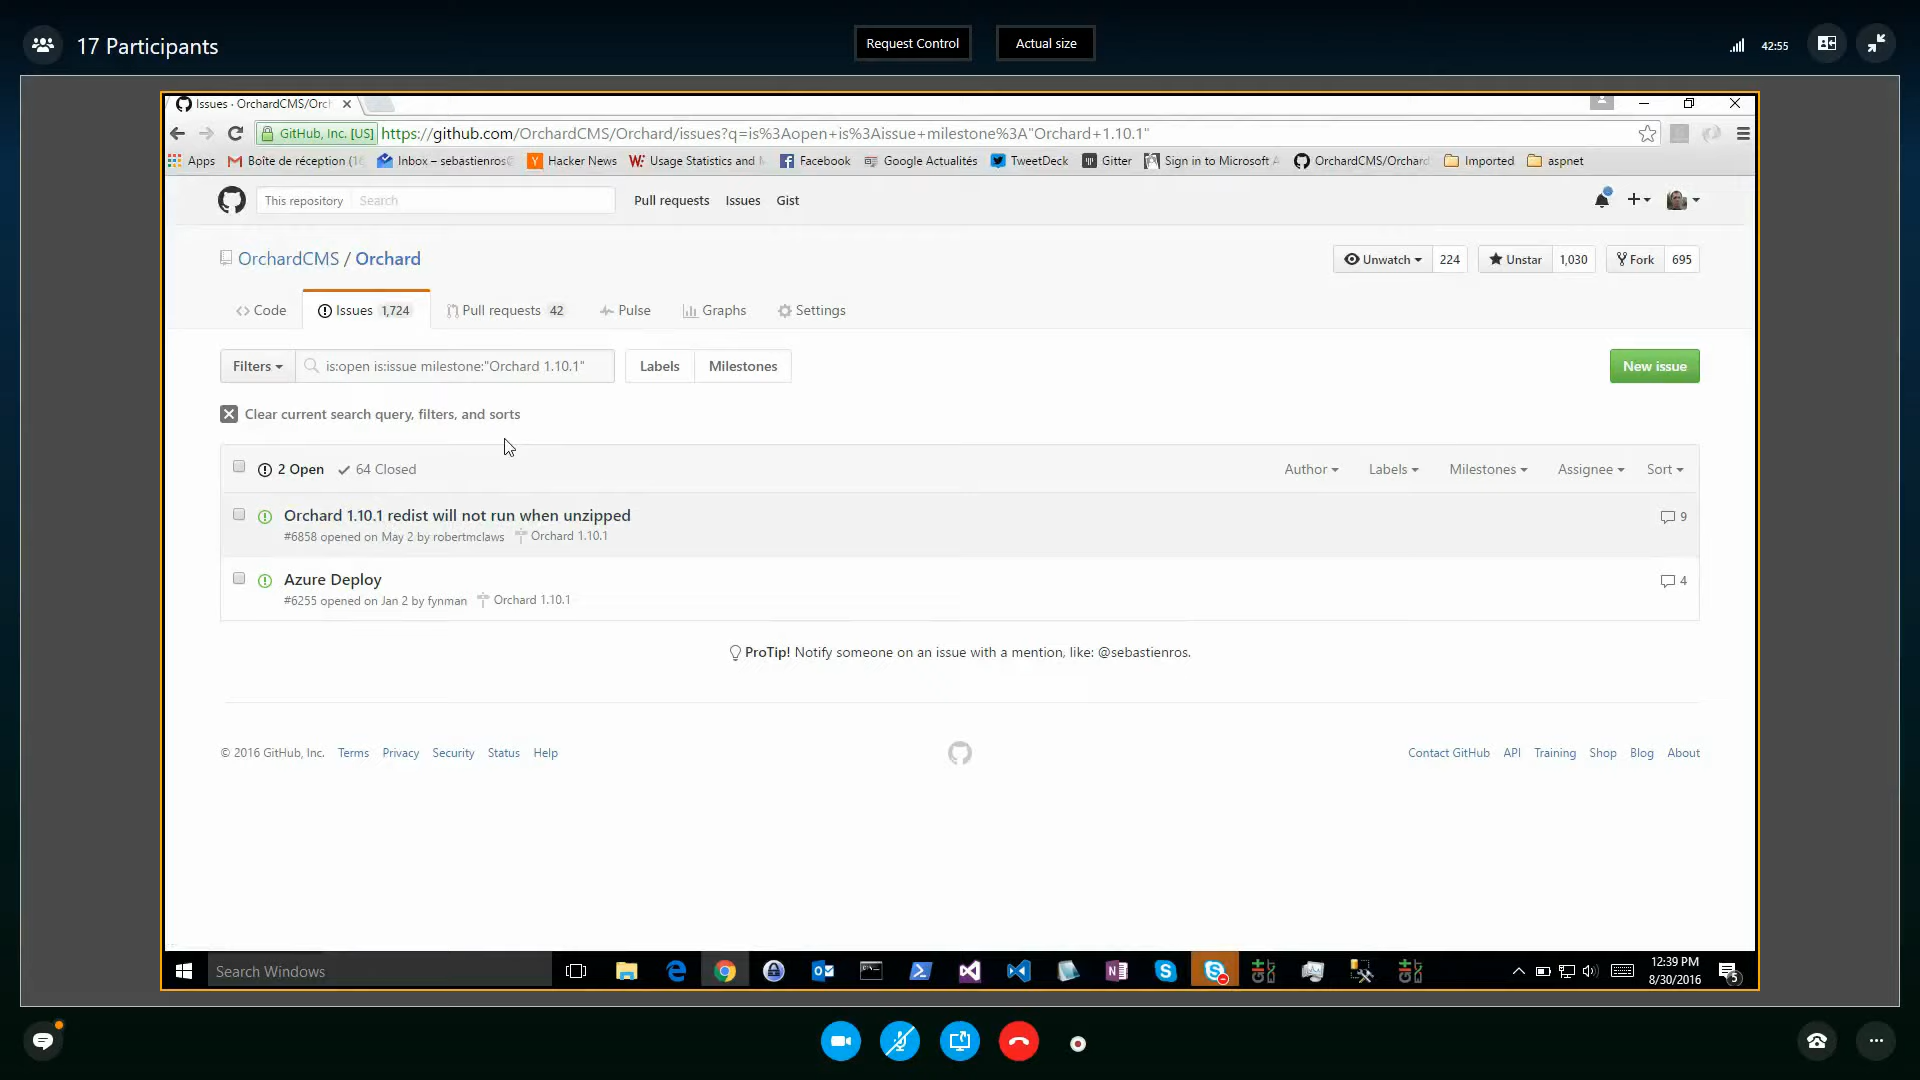 17 Participants
Request Control
Actual size
42:55
Issues · OrchardCMS/Orc
GitHub, Inc. [US] https://github.com/OrchardCMS/Orchard/issues?q=is%3Aopen+is%3Aissue+milestone%3A"Orchard+1.10.1"
Apps Boîte de réception (1 Inbox – sebastienros Hacker News Usage Statistics and Facebook Google Actualités TweetDeck Gitter Sign in to Microsoft OrchardCMS/Orchard Imported aspnet
This repository Search Pull requests Issues Gist
OrchardCMS / Orchard
Unwatch 224 Unstar 1,030 Fork 695
Code Issues 1,724 Pull requests 42 Pulse Graphs Settings
Filters is:open is:issue milestone:"Orchard 1.10.1" Labels Milestones New issue
Clear current search query, filters, and sorts
2 Open 64 Closed Author Labels Milestones Assignee Sort
Orchard 1.10.1 redist will not run when unzipped 9
#6858 opened on May 2 by robertmclaws Orchard 1.10.1
Azure Deploy 4
#6255 opened on Jan 2 by fynman Orchard 1.10.1
ProTip! Notify someone on an issue with a mention, like: @sebastienros.
© 2016 GitHub, Inc. Terms Privacy Security Status Help
Contact GitHub API Training Shop Blog About
Search Windows
12:39 PM
8/30/2016
5